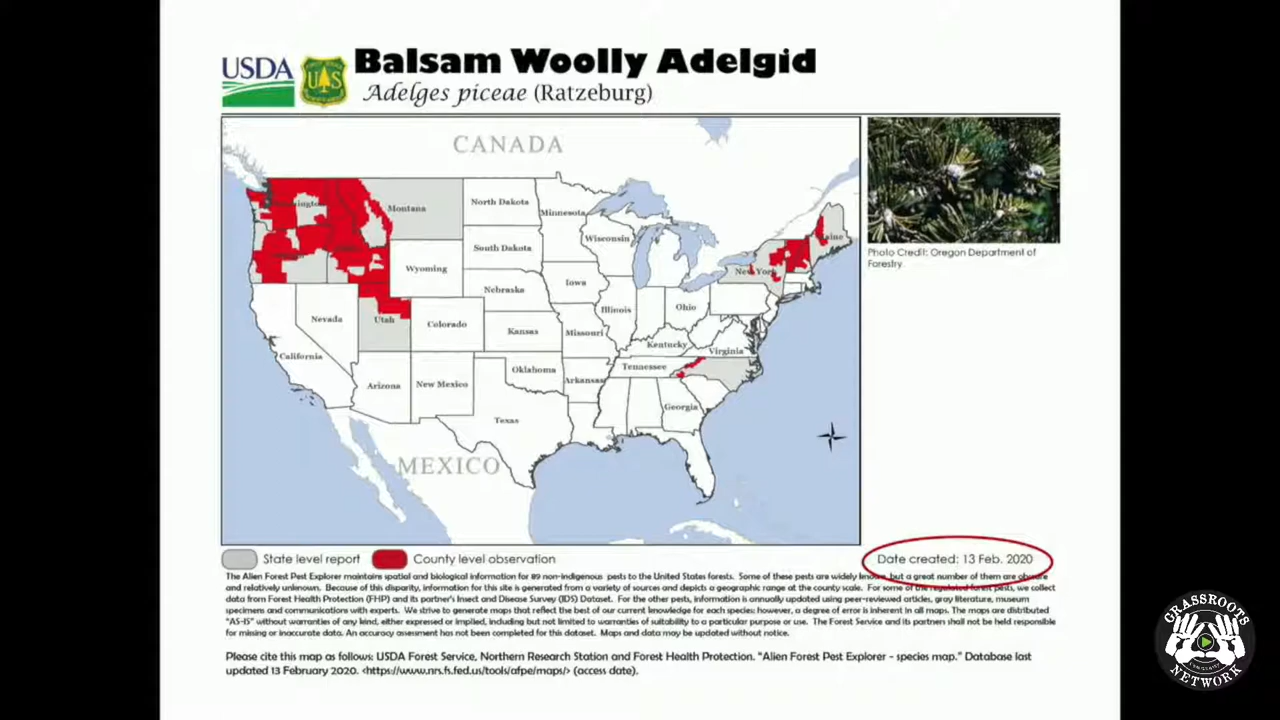 USDA
U S
Balsam Woolly Adelgid
Adelges piceae (Ratzeburg)
CANADA
Montana
North Dakota
Minnesota
Wisconsin
South Dakota
Wyoming
New York
Nebraska
Iowa
Illinois
Ohio
Nevada
Utah
Colorado
Kansas
Missouri
Kentucky
Virginia
California
Tennessee
Oklahoma
Arkansas
Arizona
New Mexico
Georgia
Texas
MEXICO
Photo Credit: Oregon Department of
Forestry
State level report
County level observation
Date created: 13 Feb. 2020
The Alien Forest Pest Explorer maintains spatial and biological information for 89 non-indigenous pests to the United States forests. Some of these pests are widely known, but a great number of them are obscure
and relatively unknown. Because of this disparity, information for this site is generated from a variety of sources and depicts a geographic range at the county scale. For some of the regulated forest pests, we collect
data from Forest Health Protection (FHP) and its partner's Insect and Disease Survey (IDS) Dataset. For the other pests, information is annually updated using peer-reviewed articles, gray literature, museum
specimens and communications with experts. We strive to generate maps that reflect the best of our current knowledge for each species; however, a degree of error is inherent in all maps. The maps are distributed
"AS-IS" without warranties of any kind, either expressed or implied, including but not limited to warranties of suitability to a particular purpose or use. The Forest Service and its partners shall not be held responsible
for missing or inaccurate data. An accuracy assessment has not been completed for this dataset. Maps and data may be updated without notice.
Please cite this map as follows: USDA Forest Service, Northern Research Station and Forest Health Protection. "Alien Forest Pest Explorer - species map." Database last
updated 13 February 2020. <https://www.nrs.fs.fed.us/tools/afpe/maps/> (access date).
GRASSROOTS
NETWORK